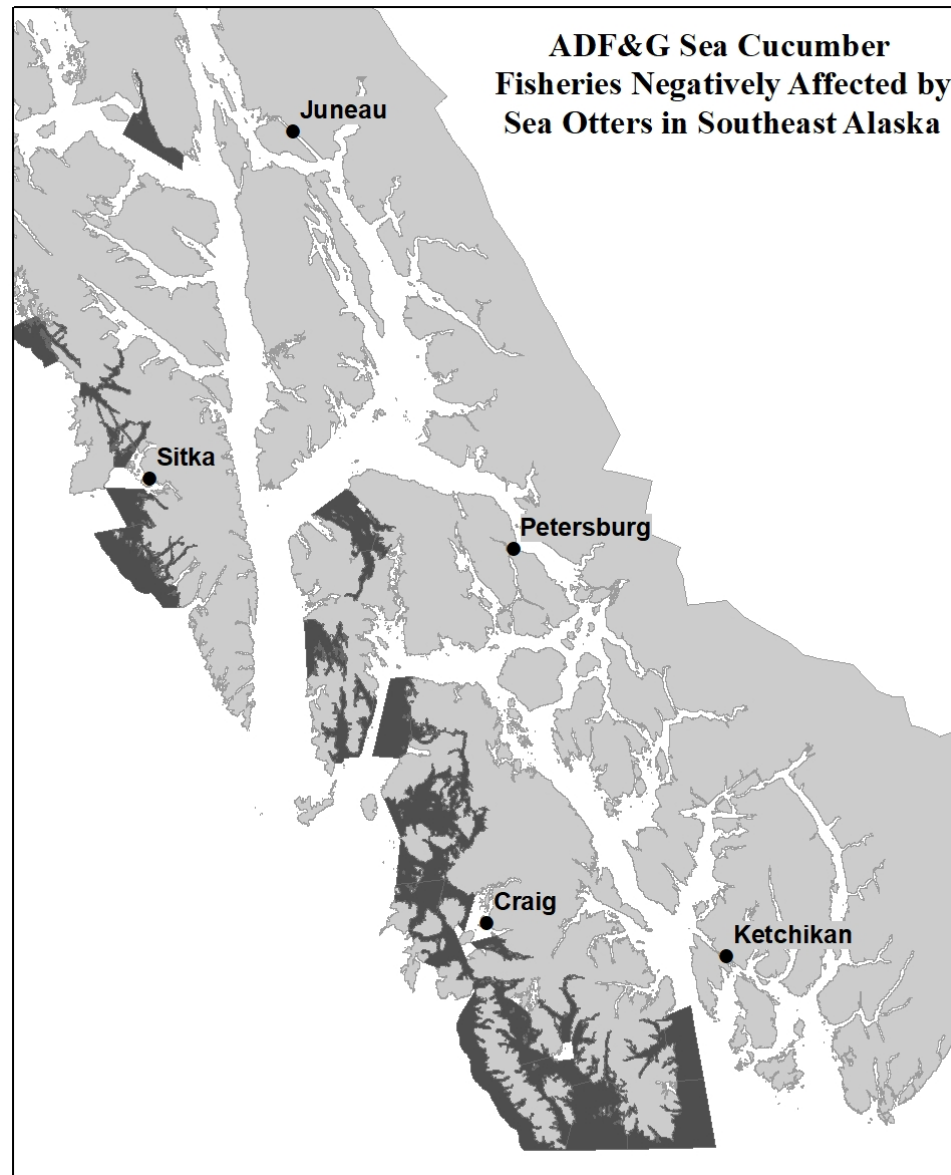 ADF&G Sea Cucumber
Fisheries Negatively Affected by
Sea Otters in Southeast Alaska
Juneau
Sitka
Petersburg
Craig
Ketchikan